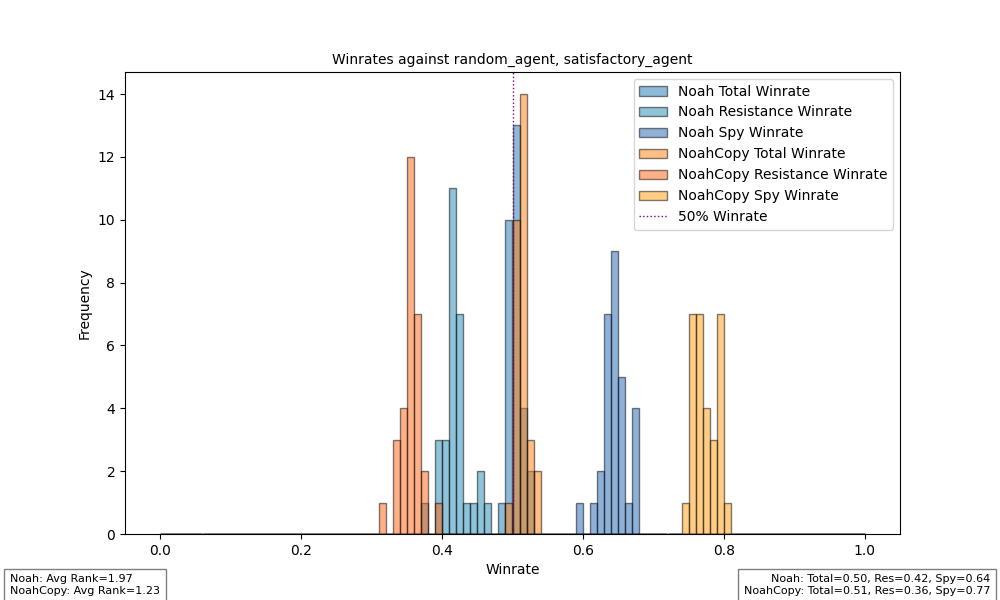 Winrates against random_agent, satisfactory_agent
Noah Total Winrate
Noah Resistance Winrate
Noah Spy Winrate
NoahCopy Total Winrate
NoahCopy Resistance Winrate
NoahCopy Spy Winrate
50% Winrate
Frequency
14
12
10
8
6
4
2
0
0.0 0.2 0.4 0.6 0.8 1.0
Winrate
Noah: Avg Rank=1.97
NoahCopy: Avg Rank=1.23
Noah: Total=0.50, Res=0.42, Spy=0.64
NoahCopy: Total=0.51, Res=0.36, Spy=0.77